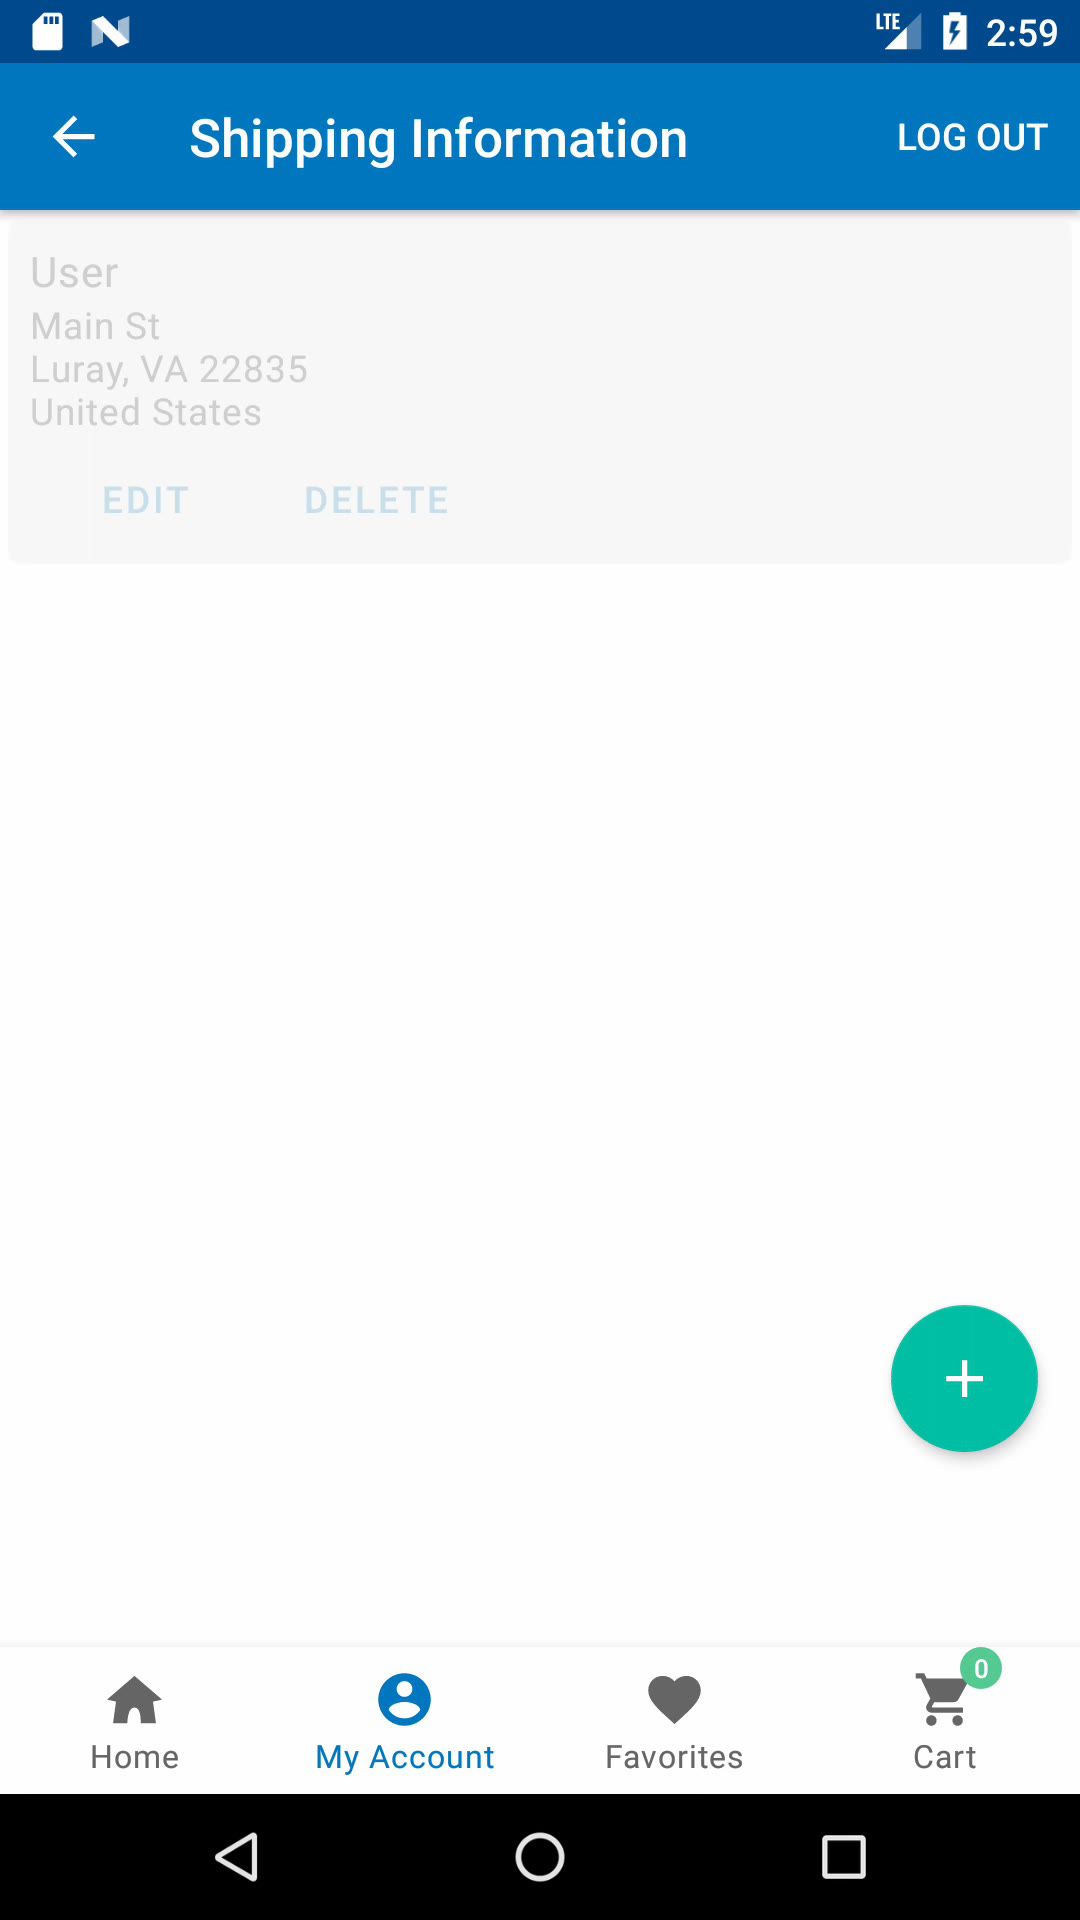 LTE 2:59
Shipping Information LOG OUT
User
Main St
Luray, VA 22835
United States
EDIT DELETE
0
Home My Account Favorites Cart